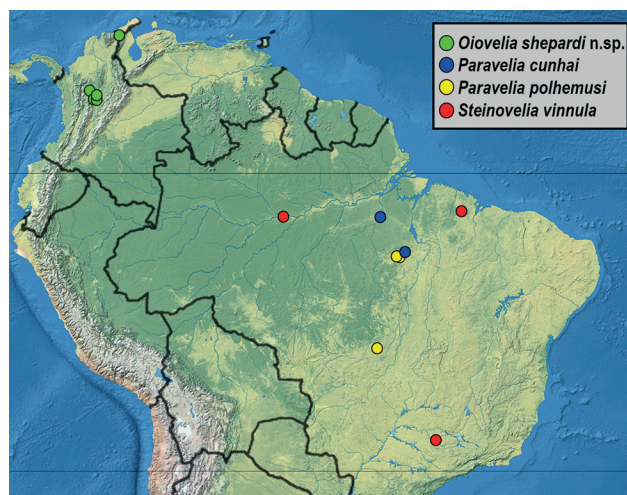 Oiovelia shepardi n.sp.
Paravelia cunhai
Paravelia polhemusi
Steinovelia vinnula